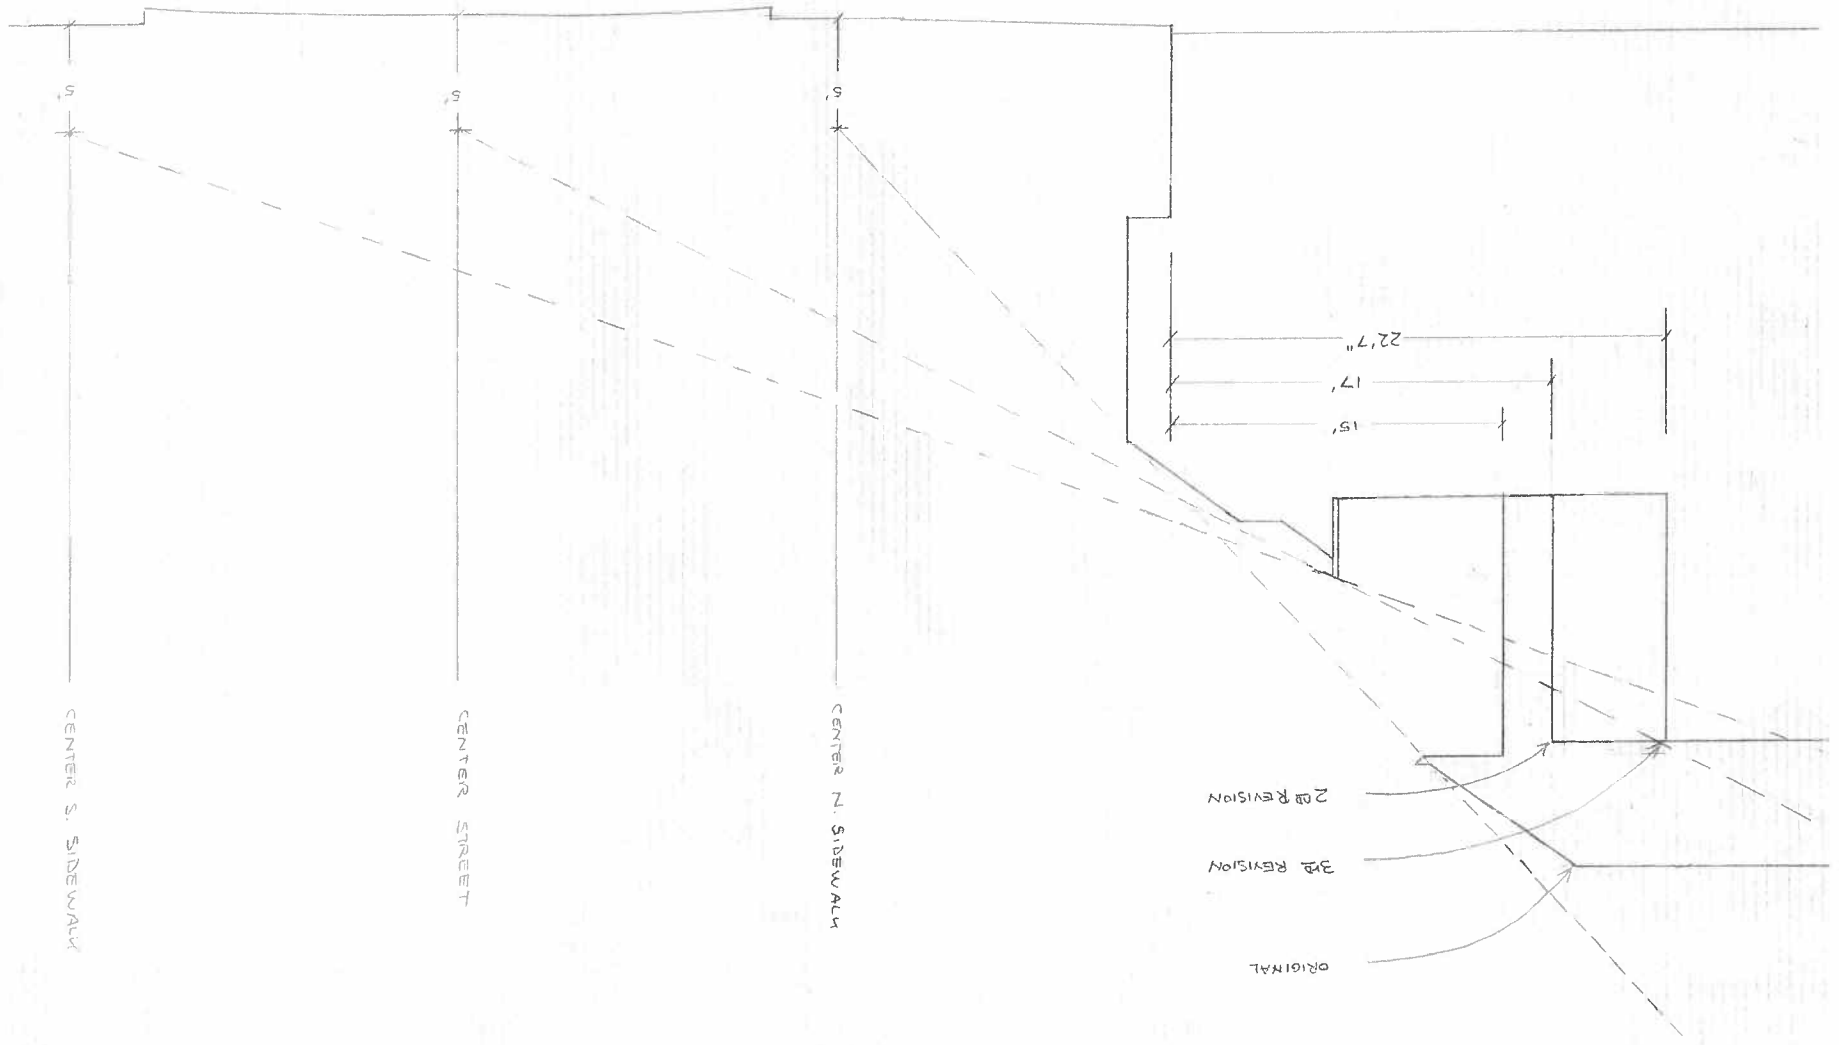 ORIGINAL
3RD REVISION
2ND REVISION
15'
17'
22'7"
CENTER N. SIDEWALK
CENTER STREET
CENTER S. SIDEWALK
5'
5'
5'